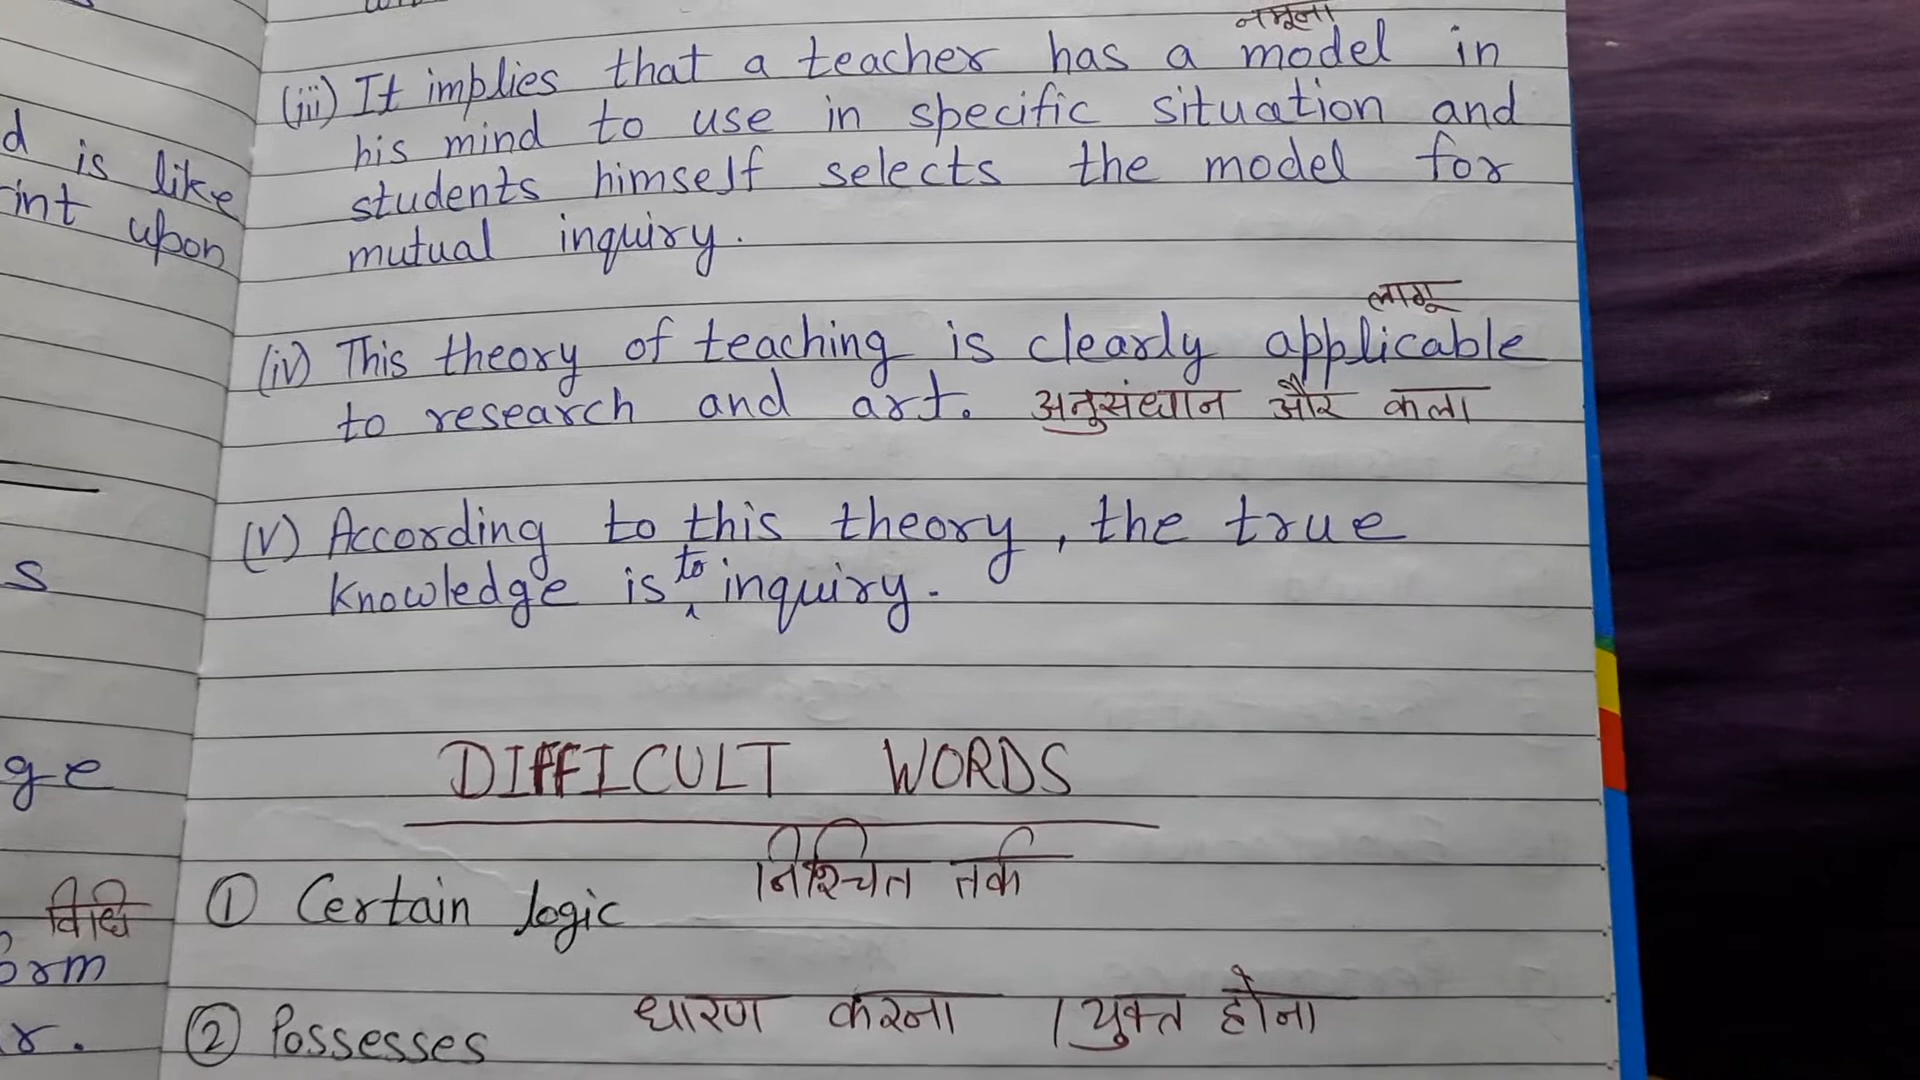 d is like
int upon
s
ge
विधि
orm
r.
नमूना
(iii) It implies that a teacher has a model in
his mind to use in specific situation and
students himself selects the model for
mutual inquiry.
लागू
(iv) This theory of teaching is clearly applicable
to research and art. अनुसंधान और कला
(v) According to this theory, the true
knowledge is to inquiry.
DIFFICULT WORDS
① Certain logic निश्चित तर्क
② Possesses धारण करना / युक्त होना